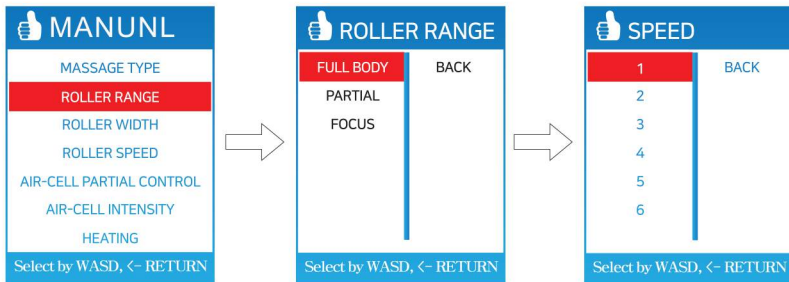 MANUNL
MASSAGE TYPE
ROLLER RANGE
ROLLER WIDTH
ROLLER SPEED
AIR-CELL PARTIAL CONTROL
AIR-CELL INTENSITY
HEATING
Select by WASD, <- RETURN
ROLLER RANGE
FULL BODY BACK
PARTIAL
FOCUS
Select by WASD, <- RETURN
SPEED
1 BACK
2
3
4
5
6
Select by WASD, <- RETURN